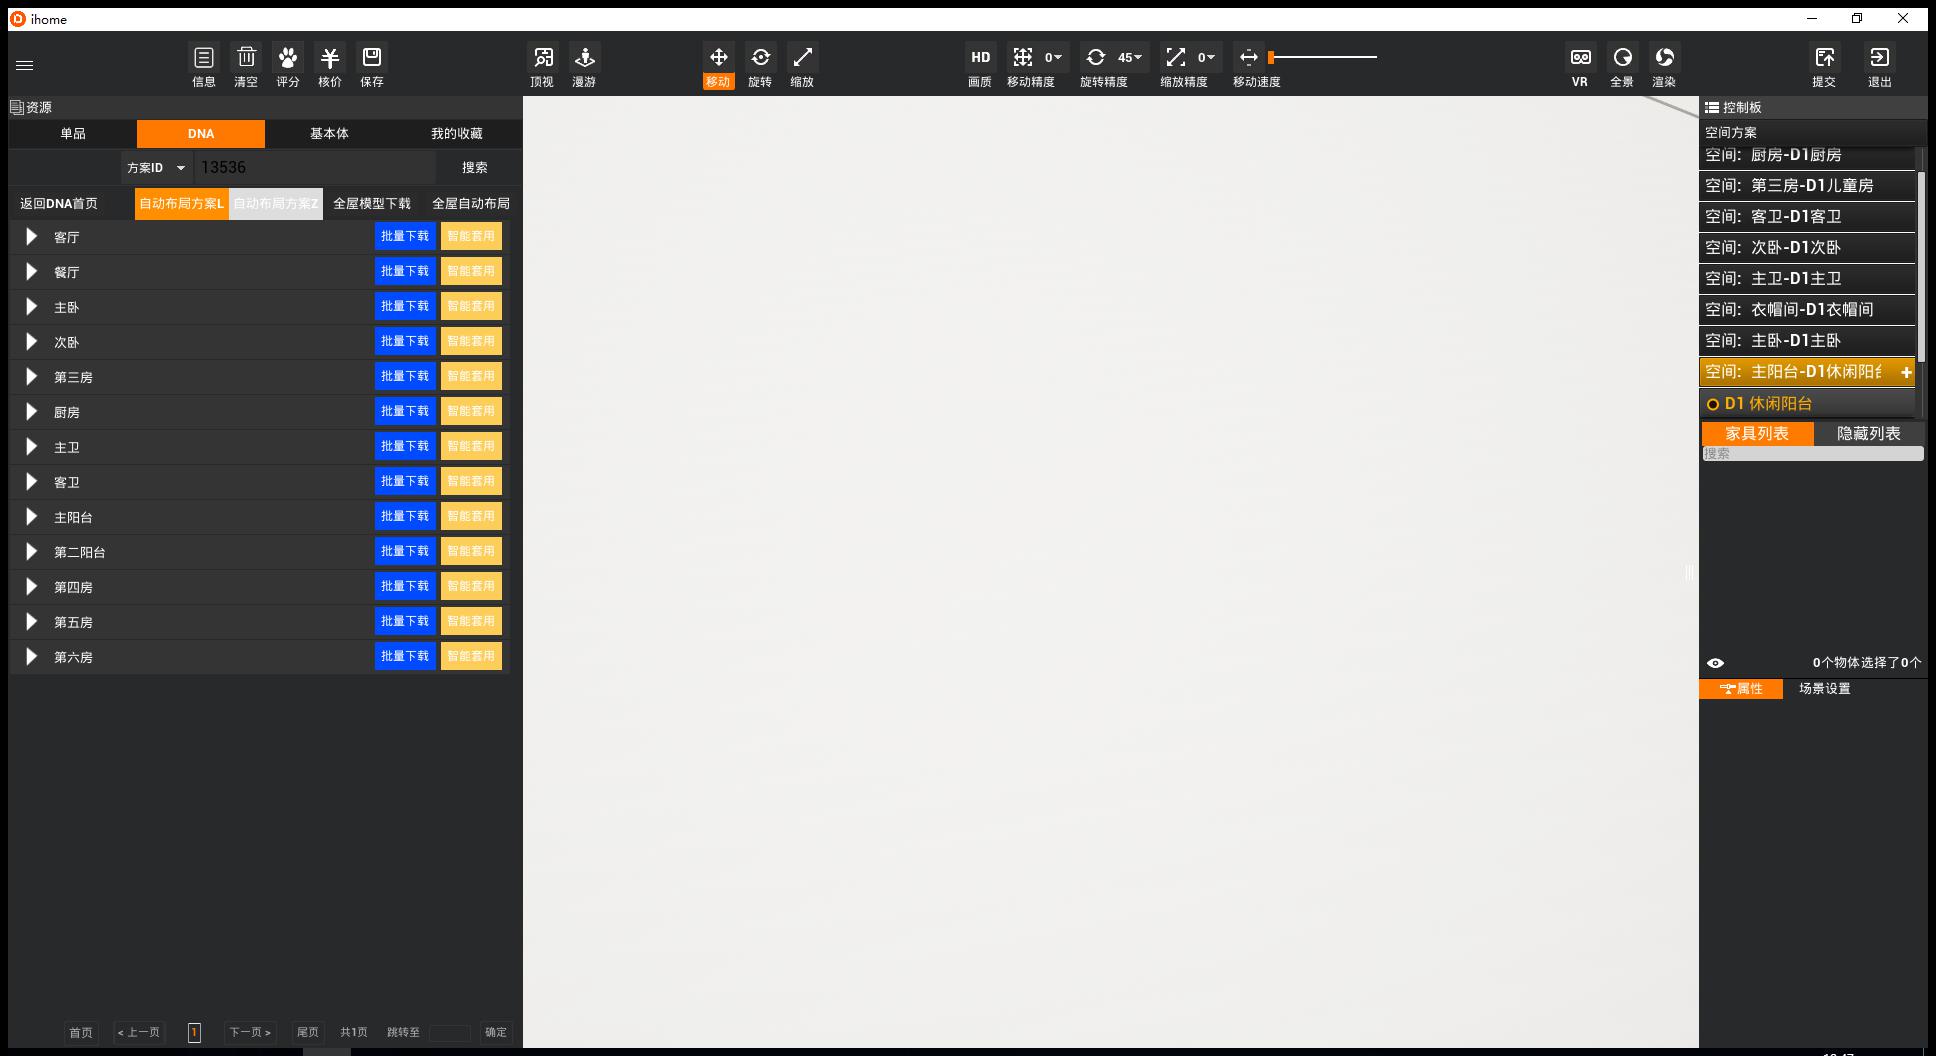 ihome
信息 清空 评分 核价 保存 顶视 漫游 移动 旋转 缩放 HD 画质 0 移动精度 45 旋转精度 0 缩放精度 移动速度 VR 全景 渲染 提交 退出
资源
单品 DNA 基本体 我的收藏
方案ID 13536 搜索
返回DNA首页 自动布局方案L 自动布局方案Z 全屋模型下载 全屋自动布局
客厅 批量下载 智能套用
餐厅 批量下载 智能套用
主卧 批量下载 智能套用
次卧 批量下载 智能套用
第三房 批量下载 智能套用
厨房 批量下载 智能套用
主卫 批量下载 智能套用
客卫 批量下载 智能套用
主阳台 批量下载 智能套用
第二阳台 批量下载 智能套用
第四房 批量下载 智能套用
第五房 批量下载 智能套用
第六房 批量下载 智能套用
首页 < 上一页 1 下一页 > 尾页 共1页 跳转至 确定
控制板
空间方案
空间: 厨房-D1厨房
空间: 第三房-D1儿童房
空间: 客卫-D1客卫
空间: 次卧-D1次卧
空间: 主卫-D1主卫
空间: 衣帽间-D1衣帽间
空间: 主卧-D1主卧
空间: 主阳台-D1休闲阳台 +
D1 休闲阳台
家具列表 隐藏列表
搜索
0个物体选择了0个
属性 场景设置